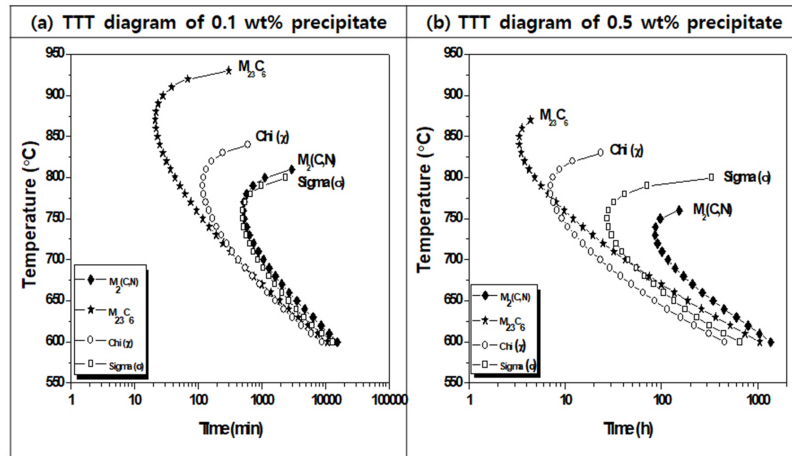 (a) TTT diagram of 0.1 wt% precipitate
(b) TTT diagram of 0.5 wt% precipitate
950
900
850
800
750
700
650
600
550
Temperature (°C)
M23C6
Chi (χ)
M2(C,N)
Sigma(σ)
M2(C,N)
M23C6
Chi (χ)
Sigma(σ)
1
10
100
1000
10000
100000
Time(min)
950
900
850
800
750
700
650
600
550
Temperature (°C)
M23C6
Chi (χ)
Sigma(σ)
M2(C,N)
M2(C,N)
M23C6
Chi (χ)
Sigma(σ)
1
10
100
1000
Time(h)